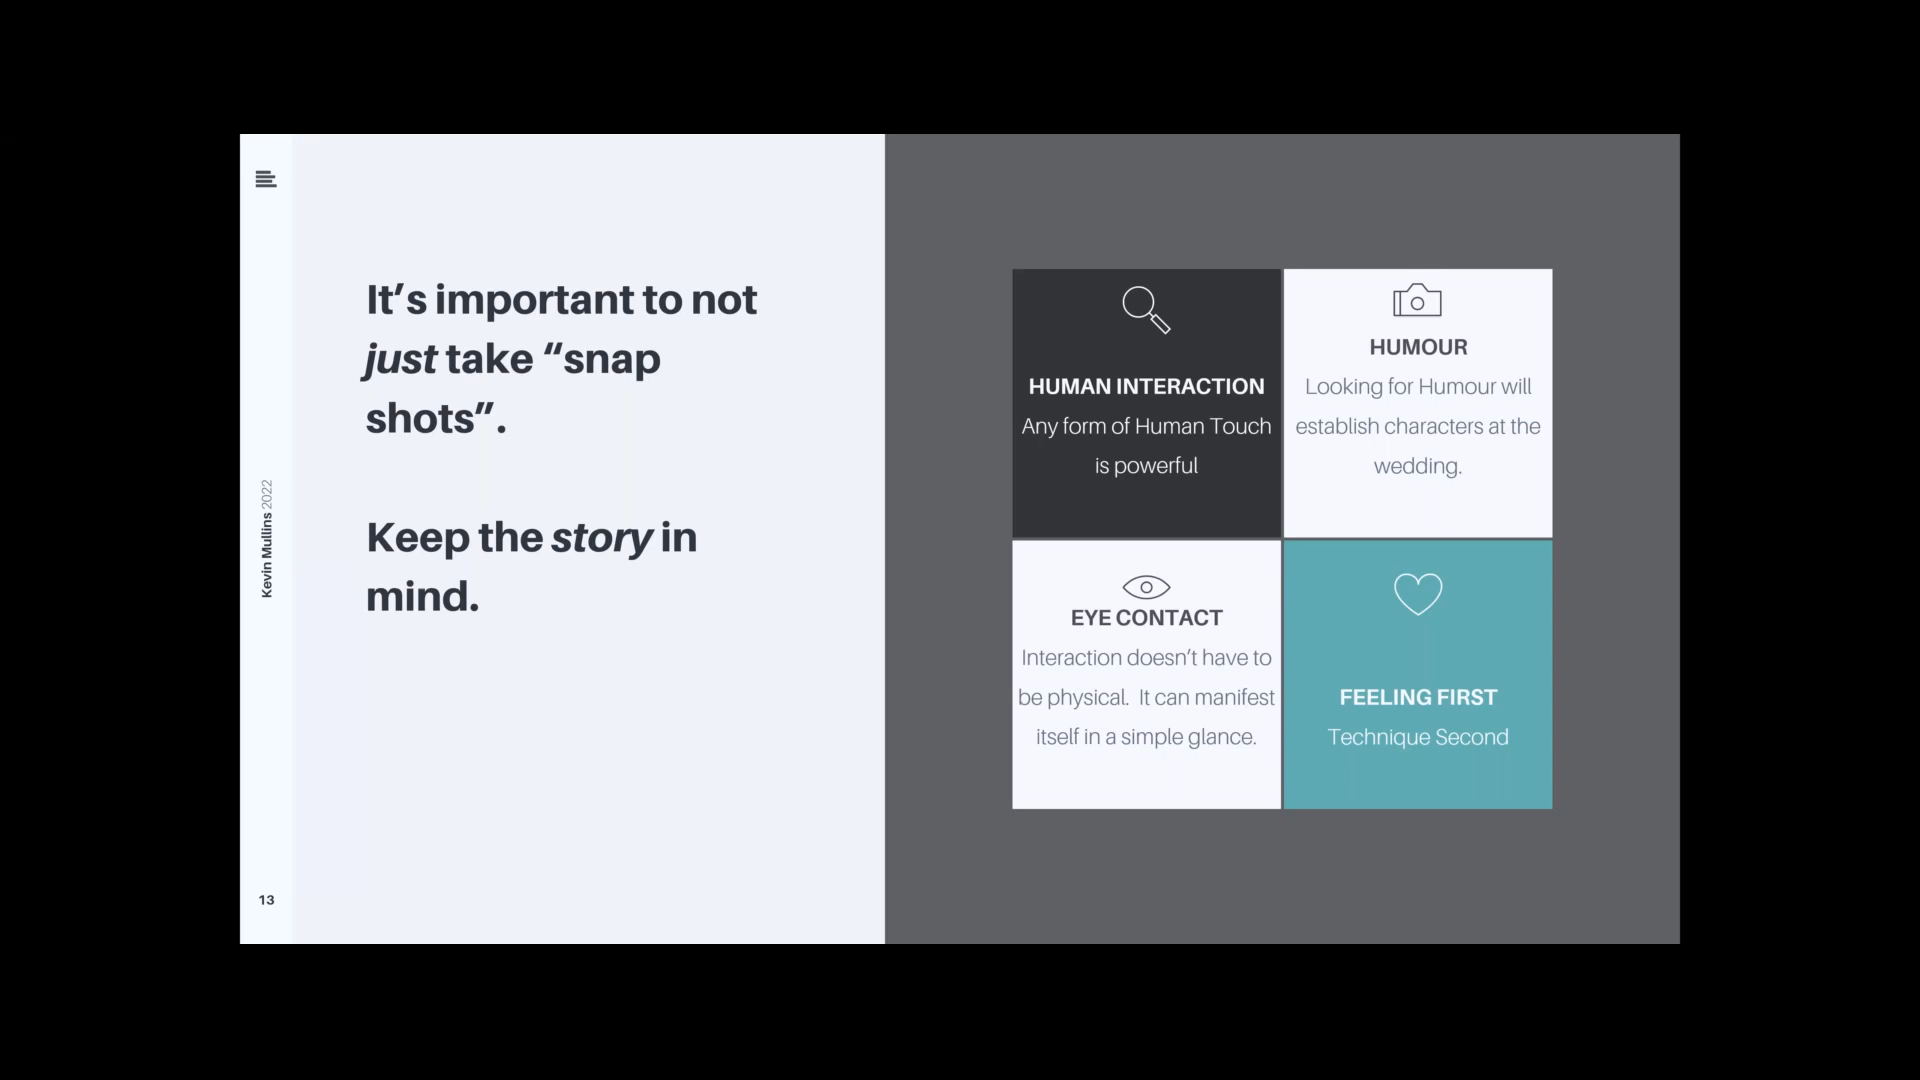 It’s important to not
just take “snap
shots”.
Keep the story in
mind.
Kevin Mullins 2022
13
HUMAN INTERACTION
Any form of Human Touch
is powerful
HUMOUR
Looking for Humour will
establish characters at the
wedding.
EYE CONTACT
Interaction doesn’t have to
be physical.  It can manifest
itself in a simple glance.
FEELING FIRST
Technique Second